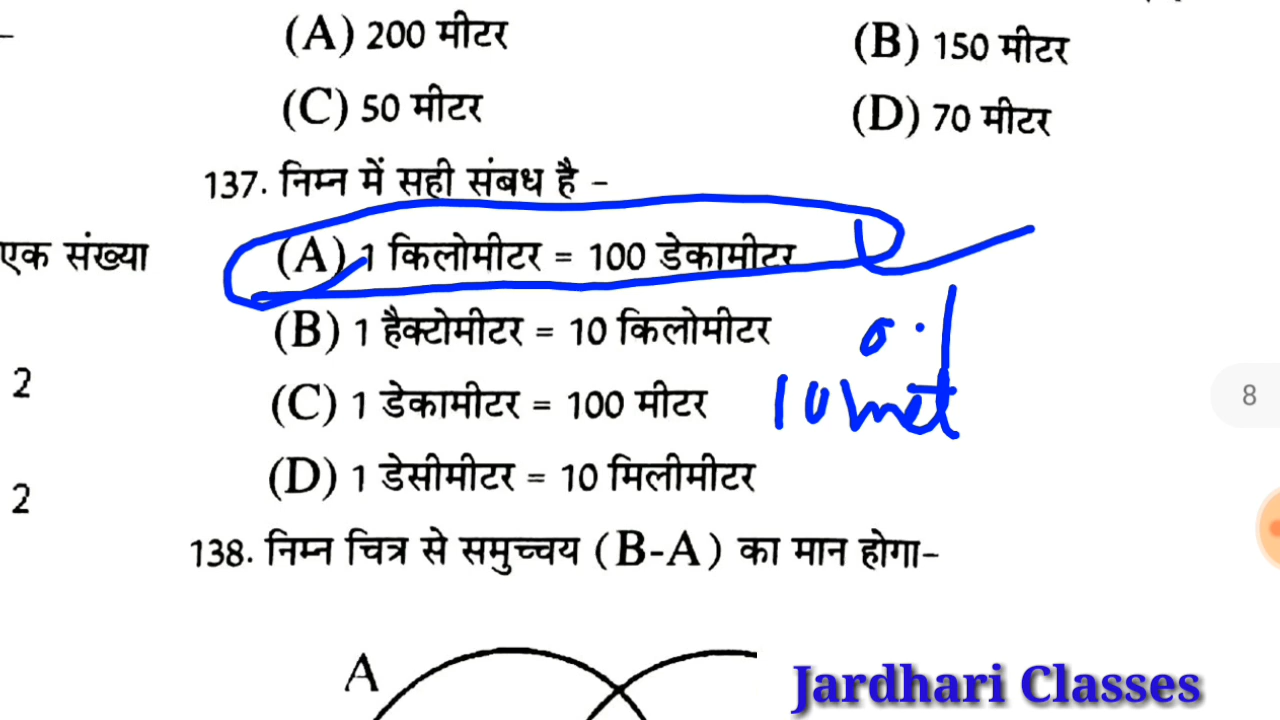 (A) 200 मीटर (B) 150 मीटर
(C) 50 मीटर (D) 70 मीटर
137. निम्न में सही संबध है –
एक संख्या
(A) 1 किलोमीटर = 100 डेकामीटर
(B) 1 हैक्टोमीटर = 10 किलोमीटर
0.1
2
(C) 1 डेकामीटर = 100 मीटर
10 met
(D) 1 डेसीमीटर = 10 मिलीमीटर
2
138. निम्न चित्र से समुच्चय (B-A) का मान होगा–
A
8
Jardhari Classes